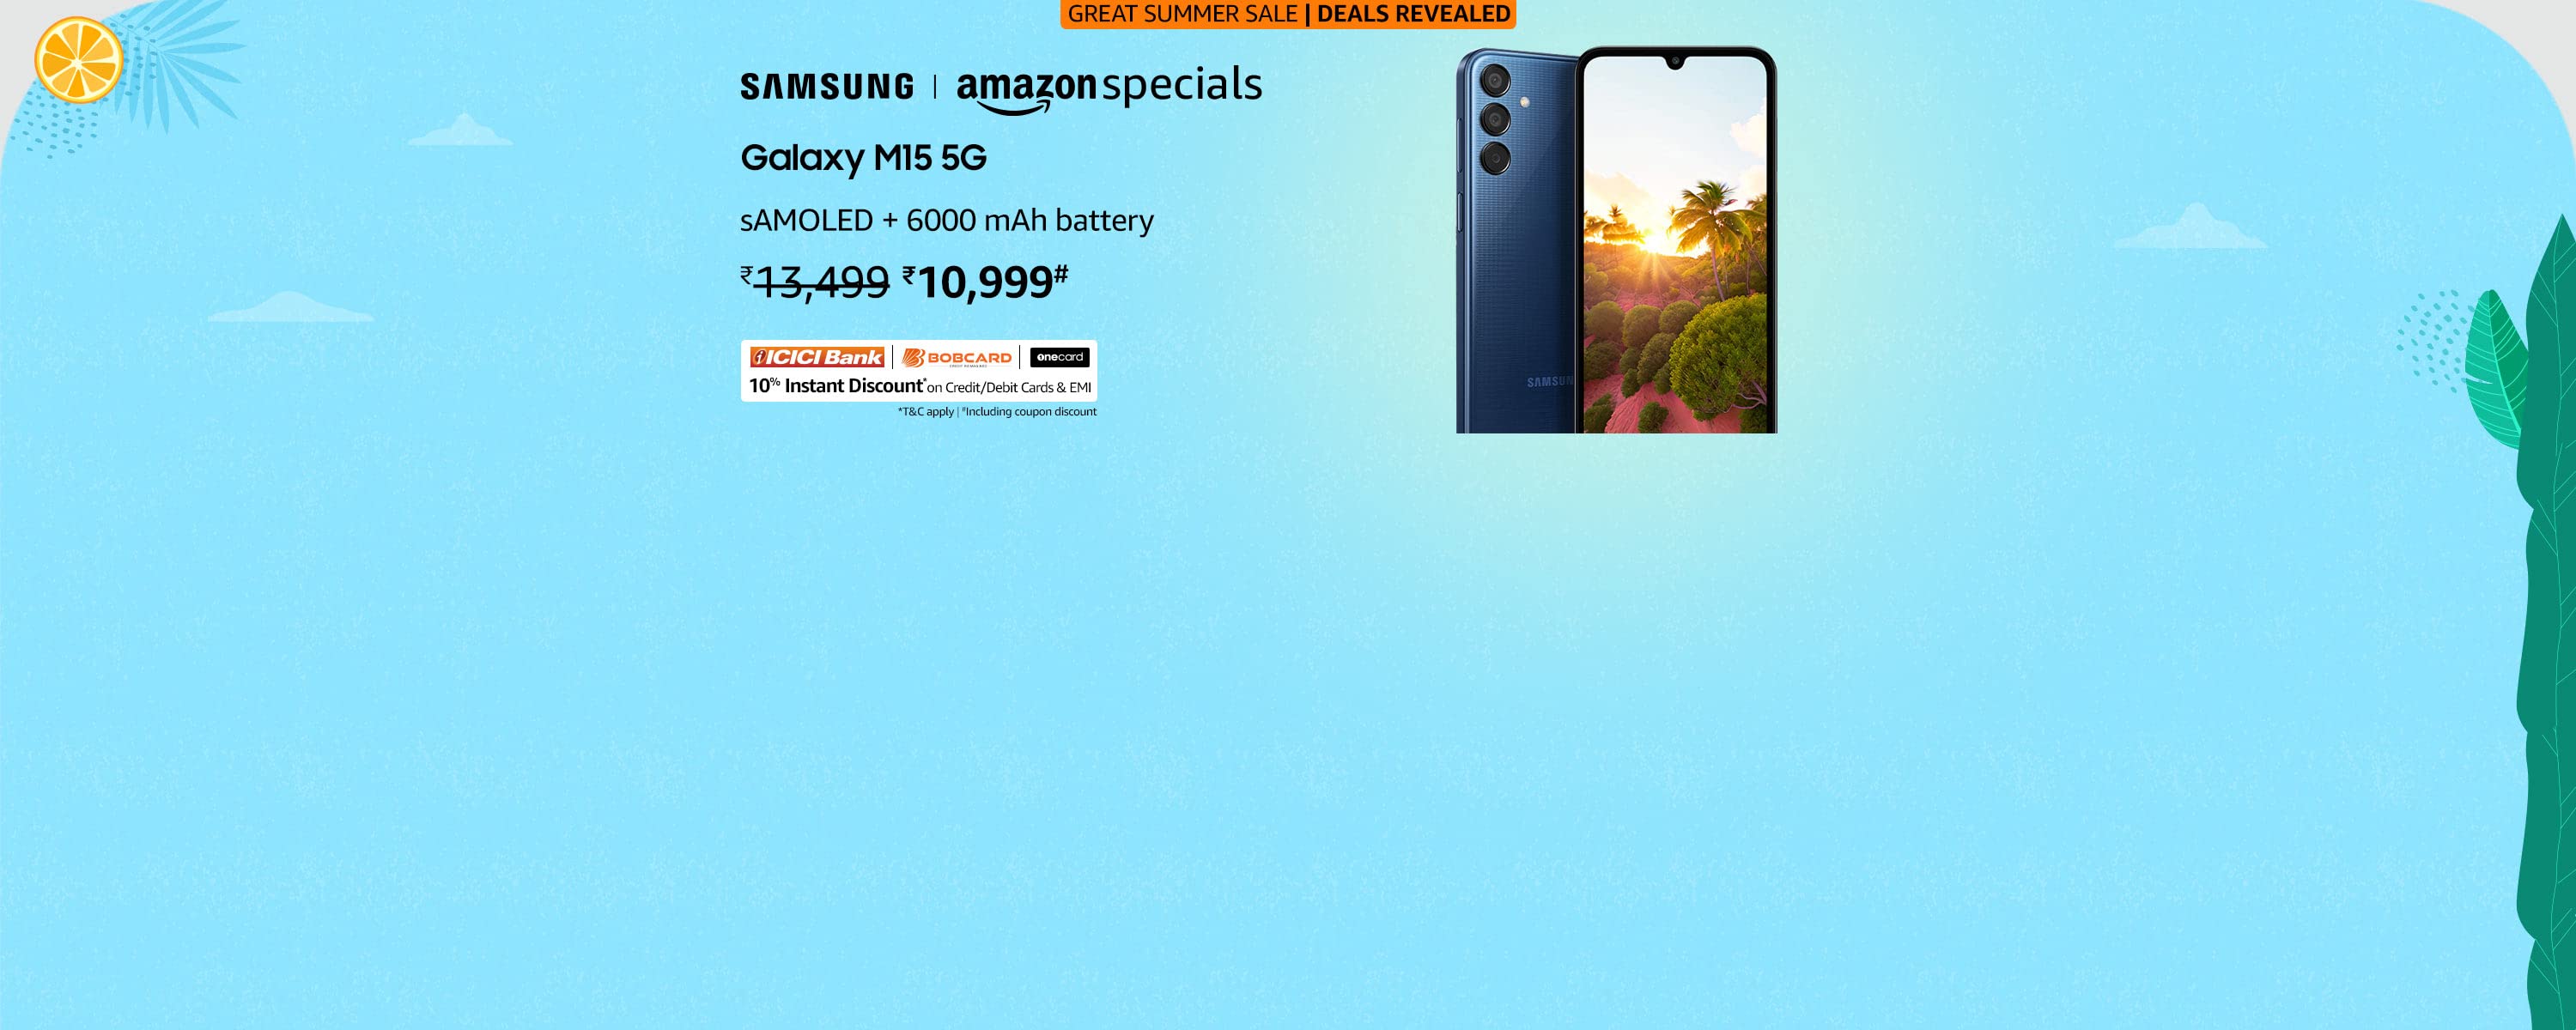 GREAT SUMMER SALE | DEALS REVEALED
SAMSUNG | amazon specials
Galaxy M15 5G
sAMOLED + 6000 mAh battery
₹13,499 ₹10,999#
ICICI Bank | BOBCARD | onecard
10% Instant Discount* on Credit/Debit Cards & EMI
*T&C apply | #Including coupon discount
SAMSUN